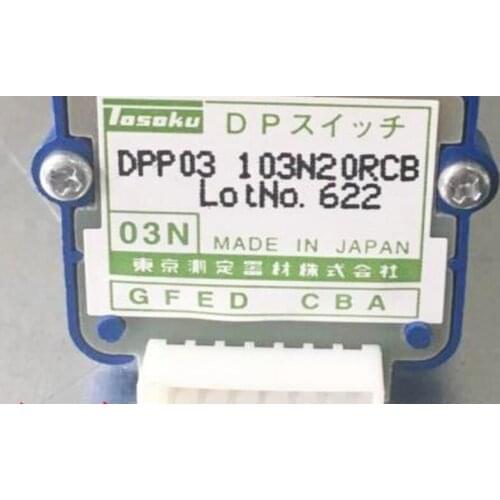 Tosoku DPスイッチ
DPP03 103N20RCB
LotNo. 622
03N MADE IN JAPAN
東京測定器材株式会社
GFED CBA